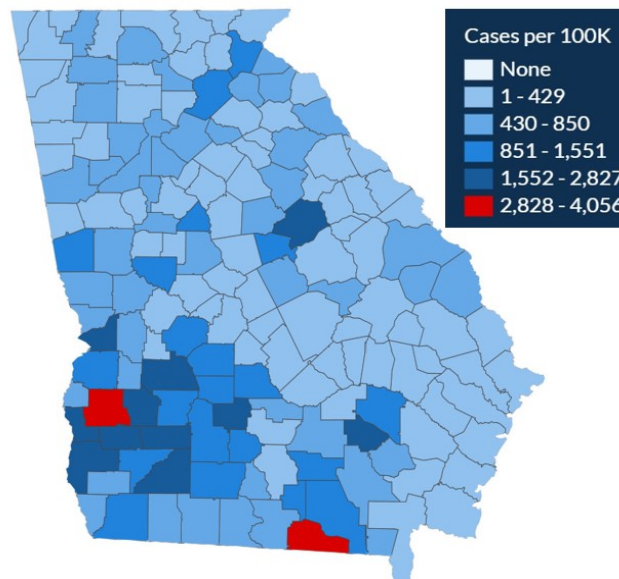 Cases per 100K
None
1 - 429
430 - 850
851 - 1,551
1,552 - 2,827
2,828 - 4,056